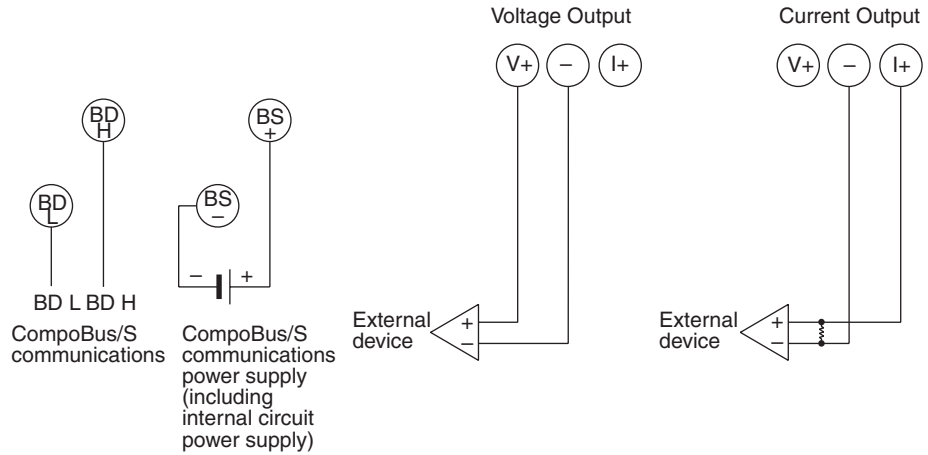 Voltage Output
Current Output
V+ − I+
V+ − I+
BD
H
BS
+
BD
L
BS
−
− +
BD L BD H
CompoBus/S
communications
CompoBus/S
communications
power supply
(including
internal circuit
power supply)
External
device
+
−
External
device
+
−